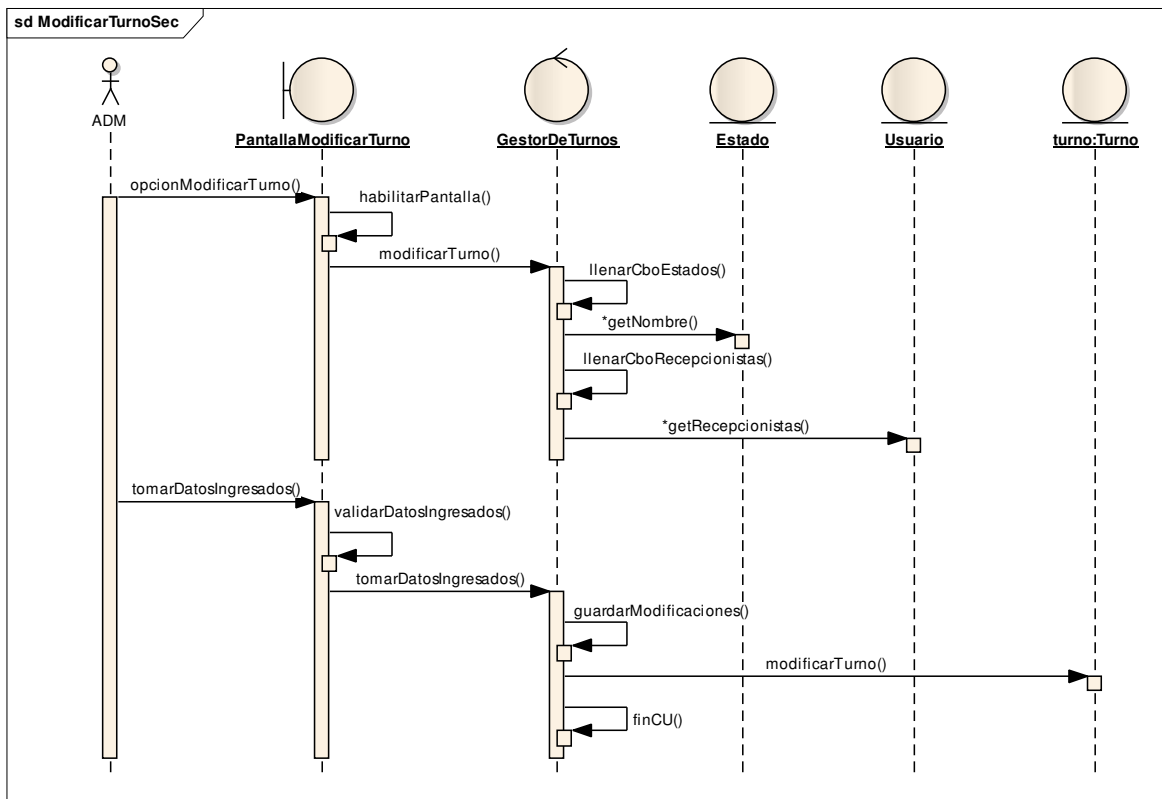 sd ModificarTurnoSec
ADM
PantallaModificarTurno
GestorDeTurnos
Estado
Usuario
turno:Turno
opcionModificarTurno()
habilitarPantalla()
modificarTurno()
llenarCboEstados()
*getNombre()
llenarCboRecepcionistas()
*getRecepcionistas()
tomarDatosIngresados()
validarDatosIngresados()
tomarDatosIngresados()
guardarModificaciones()
modificarTurno()
finCU()